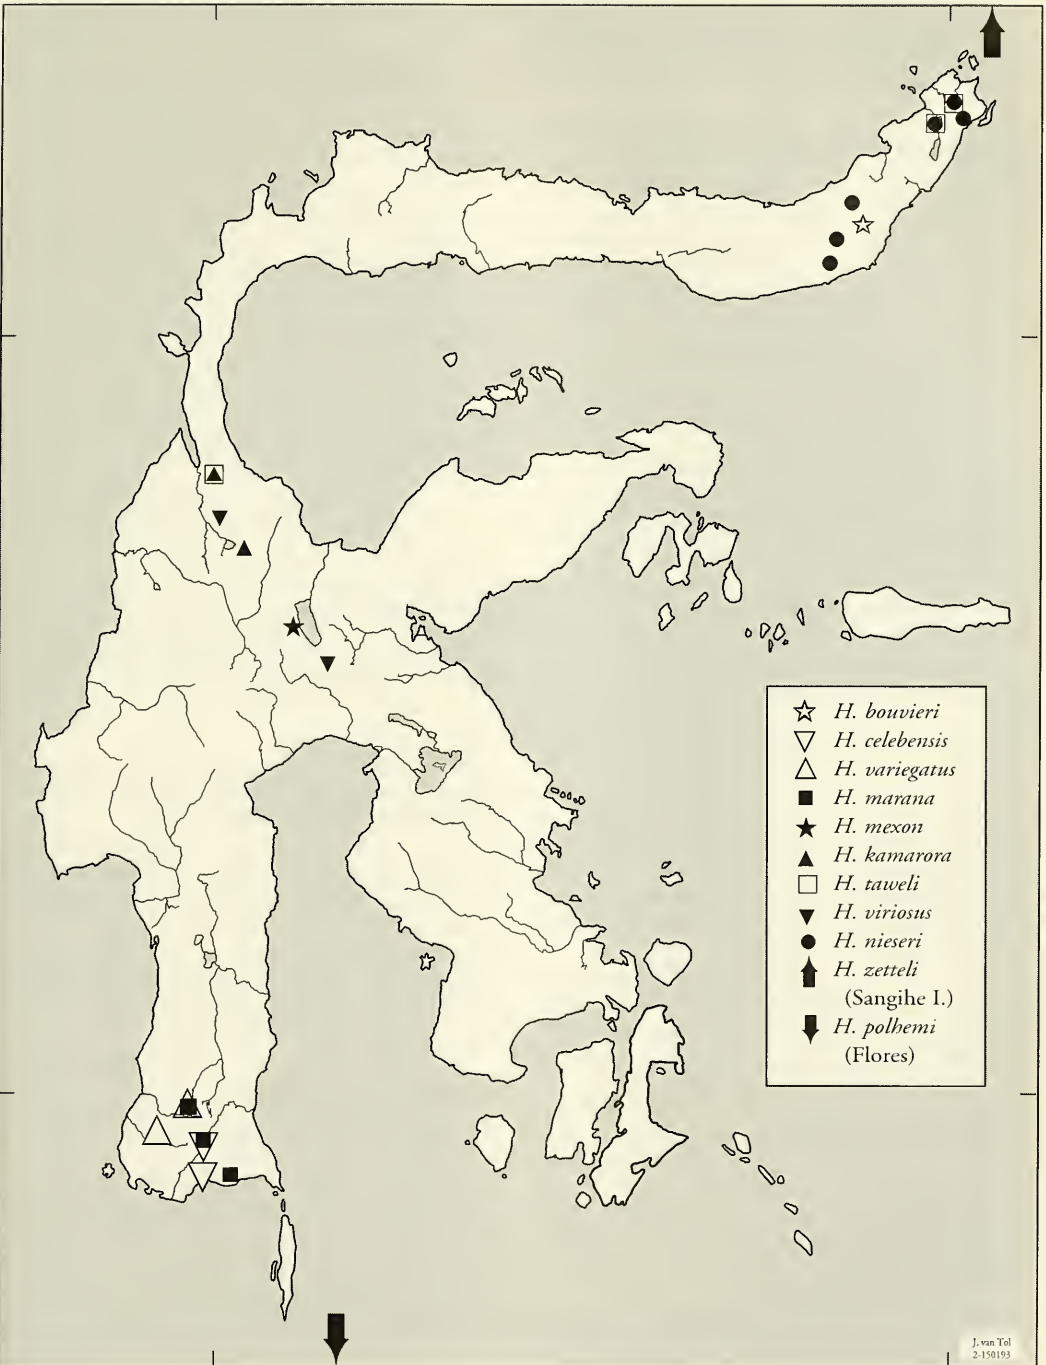 H. bouvieri
H. celebensis
H. variegatus
H. marana
H. mexon
H. kamarora
H. taweli
H. viriosus
H. nieseri
H. zetteli
(Sangihe I.)
H. polhemi
(Flores)
J. van Tol
2-150193